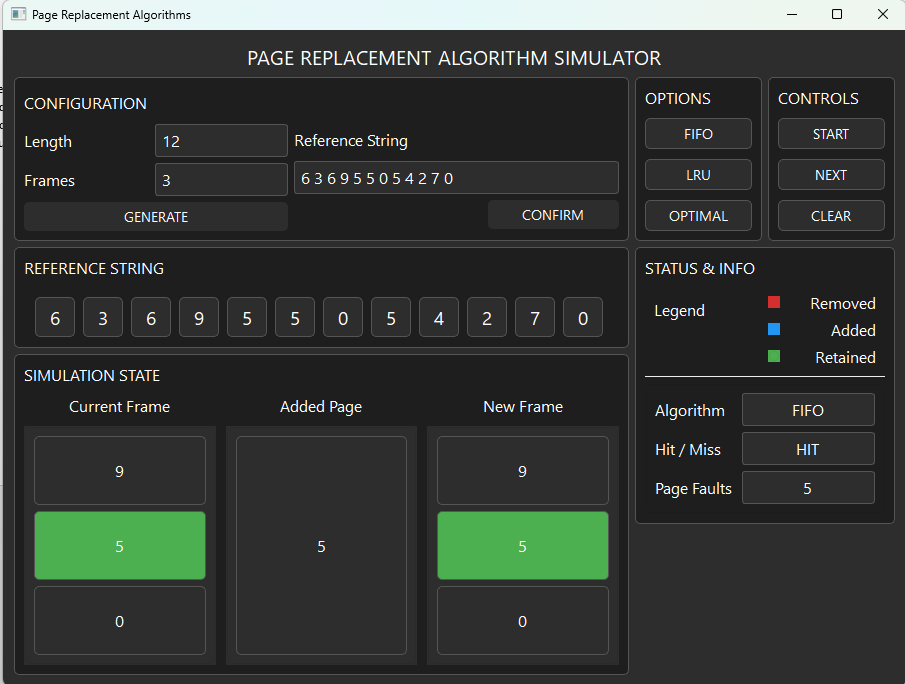 Page Replacement Algorithms
PAGE REPLACEMENT ALGORITHM SIMULATOR
CONFIGURATION
Length 12 Reference String
Frames 3 6 3 6 9 5 5 0 5 4 2 7 0
GENERATE CONFIRM
OPTIONS
FIFO
LRU
OPTIMAL
CONTROLS
START
NEXT
CLEAR
REFERENCE STRING
6 3 6 9 5 5 0 5 4 2 7 0
SIMULATION STATE
Current Frame Added Page New Frame
9 9
5 5 5
0 0
STATUS & INFO
Legend Removed
Added
Retained
Algorithm FIFO
Hit / Miss HIT
Page Faults 5